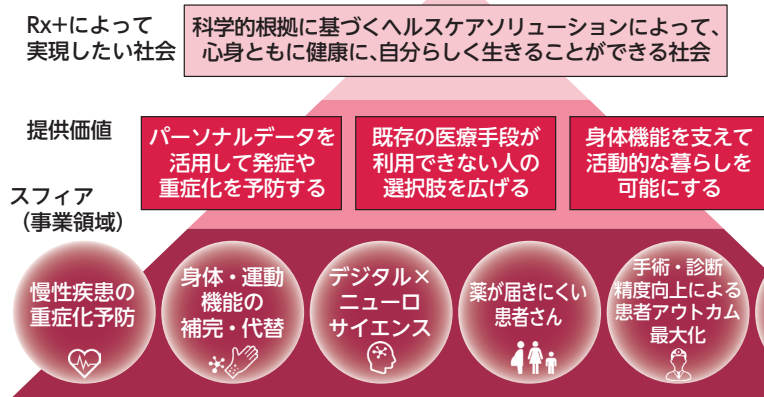 Rx+によって
実現したい社会
科学的根拠に基づくヘルスケアソリューションによって、
心身ともに健康に、自分らしく生きることができる社会
提供価値
パーソナルデータを
活用して発症や
重症化を予防する
既存の医療手段が
利用できない人の
選択肢を広げる
身体機能を支えて
活動的な暮らしを
可能にする
スフィア
（事業領域）
慢性疾患の
重症化予防
身体・運動
機能の
補完・代替
デジタル×
ニューロ
サイエンス
薬が届きにくい
患者さん
手術・診断
精度向上による
患者アウトカム
最大化